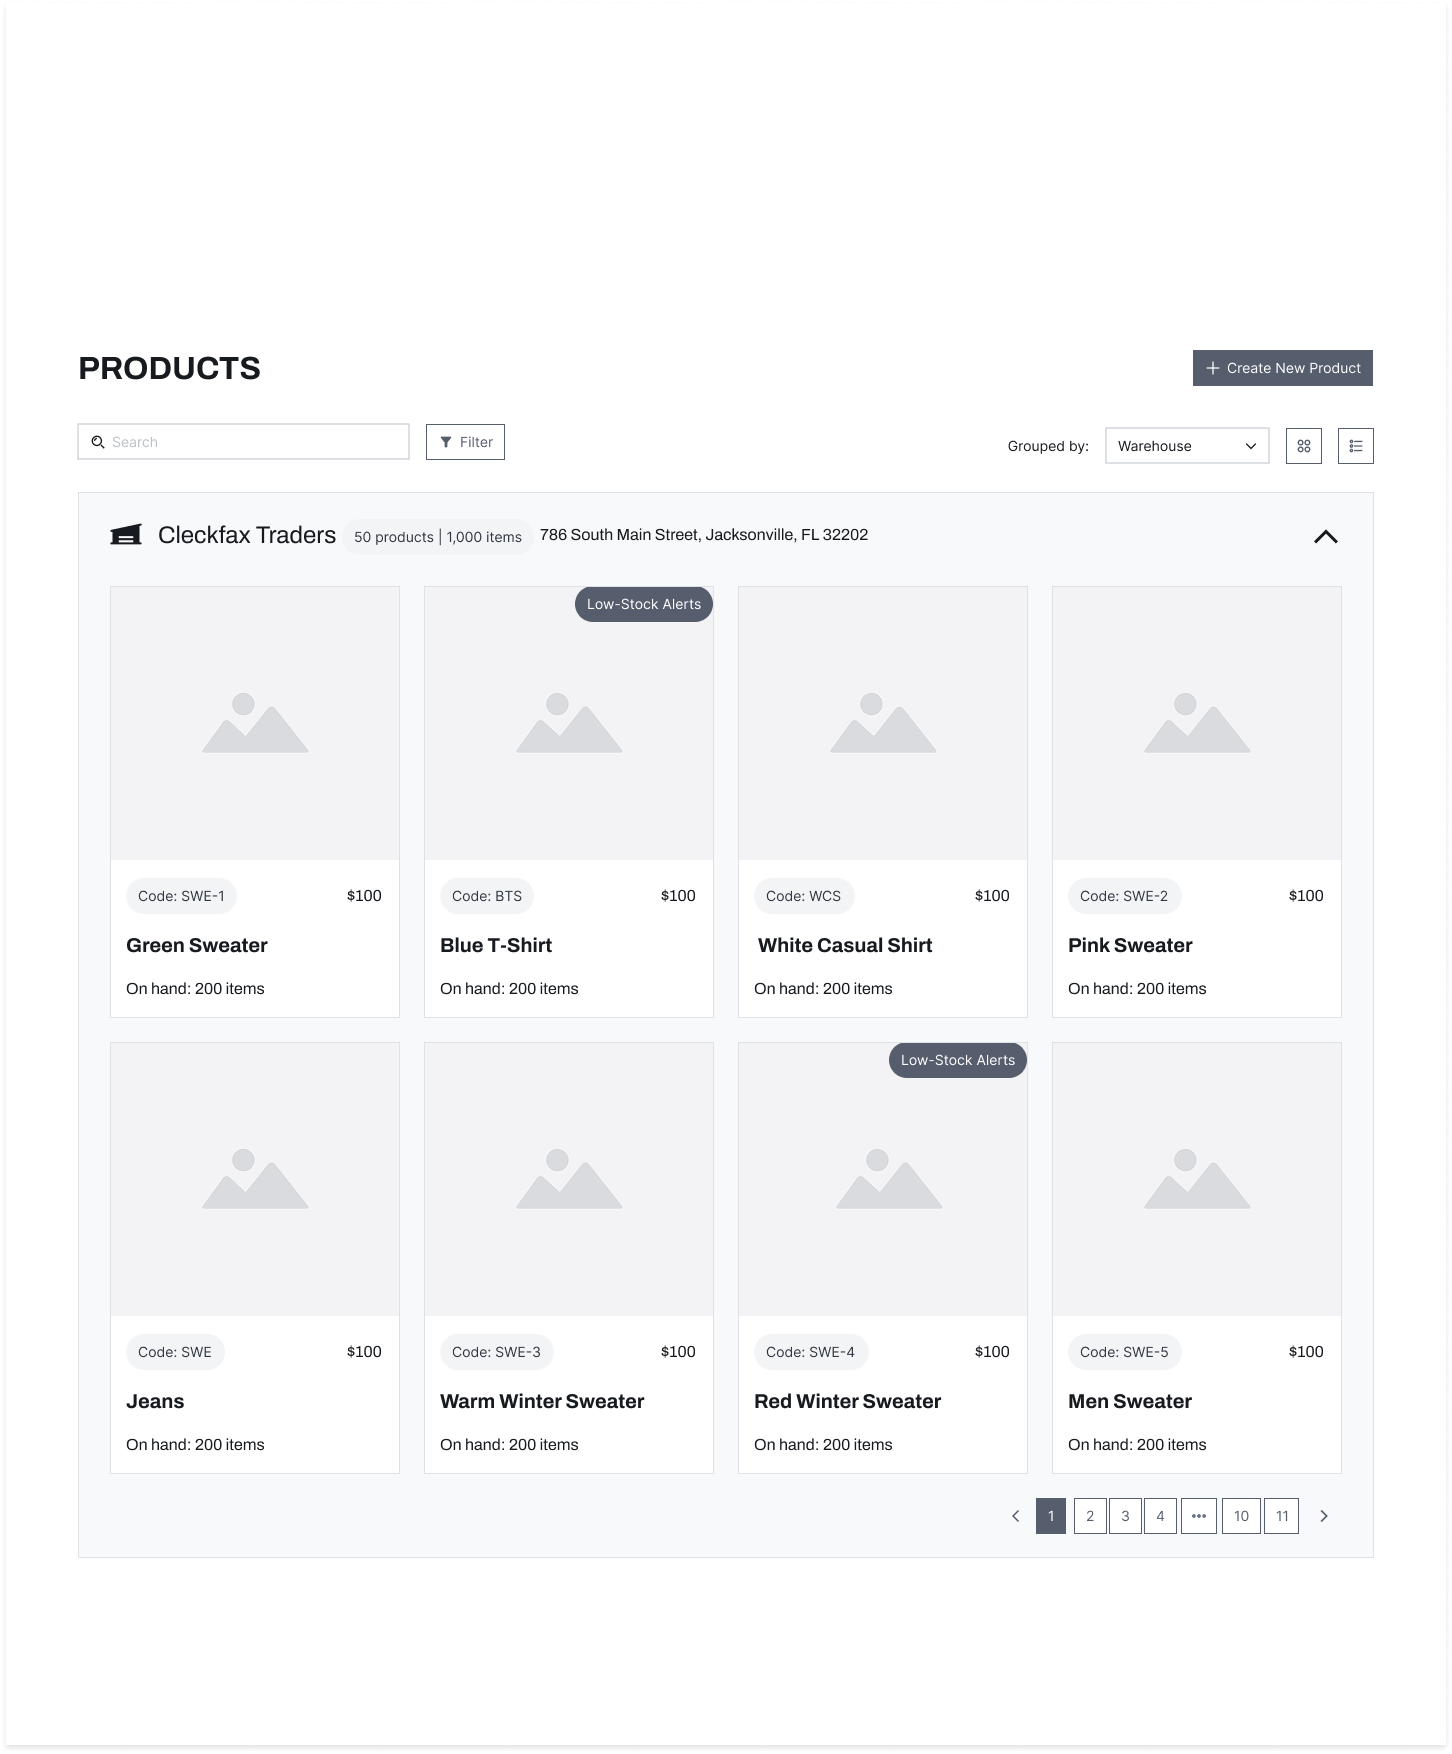 PRODUCTS
Create New Product
Search
Filter
Grouped by:
Warehouse
Cleckfax Traders
50 products | 1,000 items
786 South Main Street, Jacksonville, FL 32202
Low-Stock Alerts
Code: SWE-1 $100
Green Sweater
On hand: 200 items
Code: BTS $100
Blue T-Shirt
On hand: 200 items
Code: WCS $100
White Casual Shirt
On hand: 200 items
Code: SWE-2 $100
Pink Sweater
On hand: 200 items
Low-Stock Alerts
Code: SWE $100
Jeans
On hand: 200 items
Code: SWE-3 $100
Warm Winter Sweater
On hand: 200 items
Code: SWE-4 $100
Red Winter Sweater
On hand: 200 items
Code: SWE-5 $100
Men Sweater
On hand: 200 items
1 2 3 4 ••• 10 11